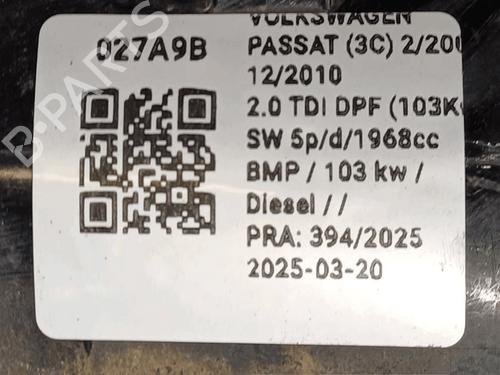 027A9B
VOLKSWAGEN
PASSAT (3C) 2/200
12/2010
2.0 TDI DPF (103K
SW 5p/d/1968cc
BMP / 103 kw /
Diesel / /
PRA: 394/2025
2025-03-20
B-PARTS